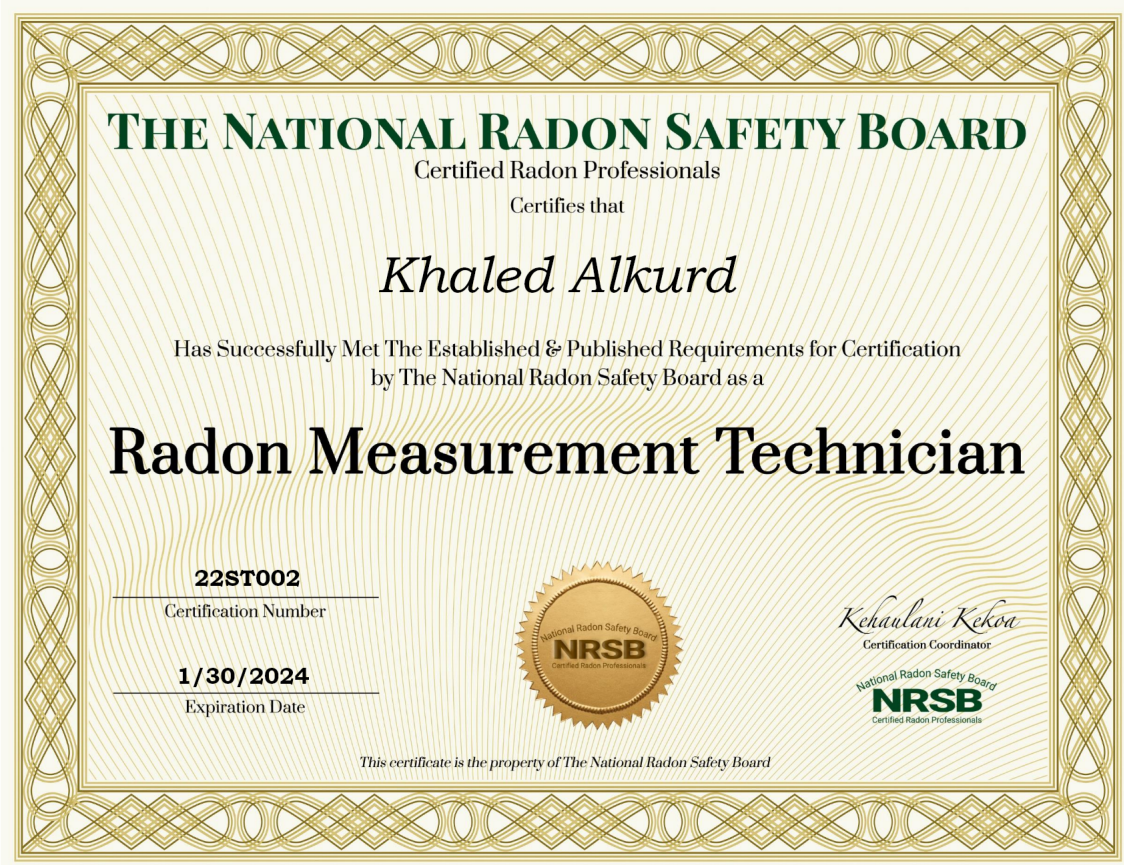 THE NATIONAL RADON SAFETY BOARD
Certified Radon Professionals
Certifies that
Khaled Alkurd
Has Successfully Met The Established & Published Requirements for Certification
by The National Radon Safety Board as a
Radon Measurement Technician
22ST002
Certification Number
1/30/2024
Expiration Date
National Radon Safety Board
NRSB
Certified Radon Professionals
Kehaulani Kekoa
Certification Coordinator
National Radon Safety Board
NRSB
Certified Radon Professionals
This certificate is the property of The National Radon Safety Board